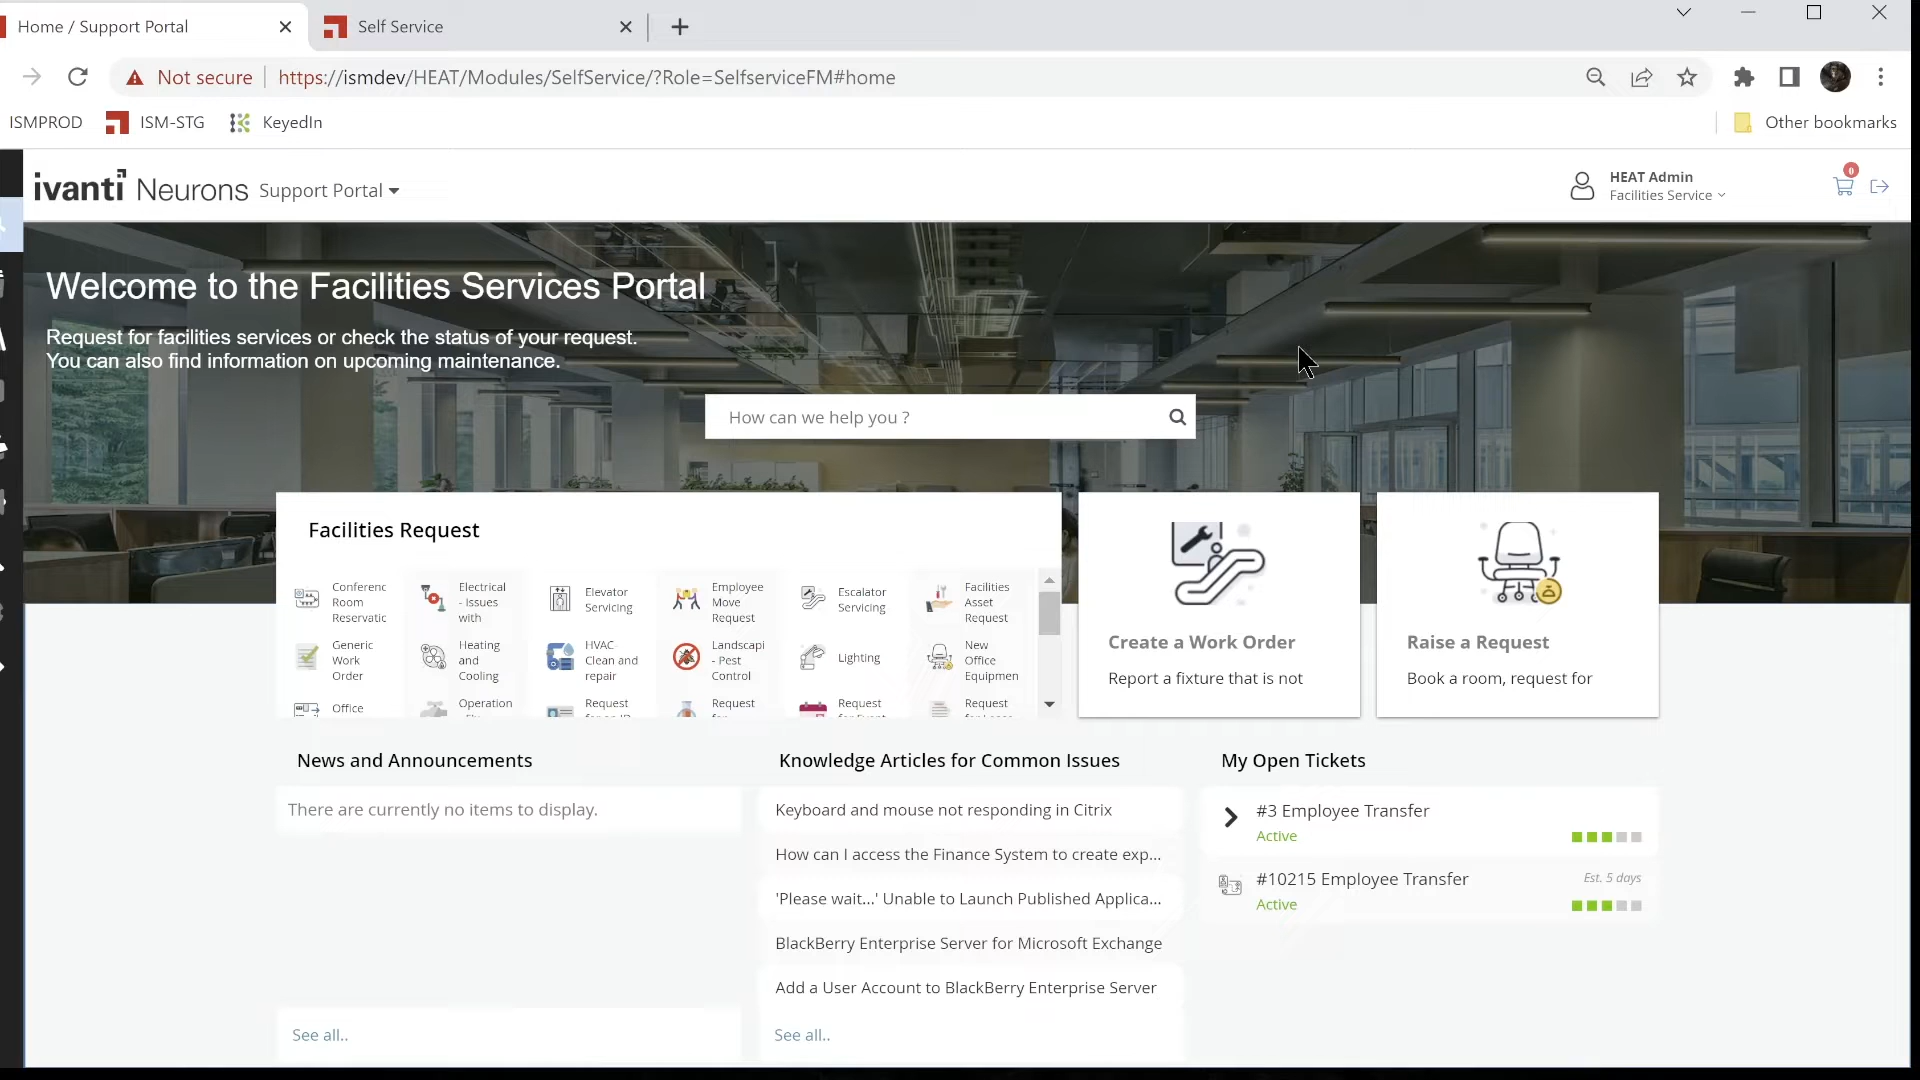 Home / Support Portal
Self Service
Not secure
https://ismdev/HEAT/Modules/SelfService/?Role=SelfserviceFM#home
ISMPROD
ISM-STG
KeyedIn
Other bookmarks
ivanti Neurons Support Portal
HEAT Admin
Facilities Service
0
Welcome to the Facilities Services Portal
Request for facilities services or check the status of your request.
You can also find information on upcoming maintenance.
How can we help you ?
Facilities Request
Conferenc
Room
Reservatic
Electrical
- Issues
with
Elevator
Servicing
Employee
Move
Request
Escalator
Servicing
Facilities
Asset
Request
Generic
Work
Order
Heating
and
Cooling
HVAC
Clean and
repair
Landscapi
- Pest
Control
Lighting
New
Office
Equipmen
Office
Operation
Request
Request
Request
Request
Create a Work Order
Report a fixture that is not
Raise a Request
Book a room, request for
News and Announcements
There are currently no items to display.
See all..
Knowledge Articles for Common Issues
Keyboard and mouse not responding in Citrix
How can I access the Finance System to create exp...
'Please wait...' Unable to Launch Published Applica...
BlackBerry Enterprise Server for Microsoft Exchange
Add a User Account to BlackBerry Enterprise Server
See all..
My Open Tickets
#3 Employee Transfer
Active
#10215 Employee Transfer
Est. 5 days
Active